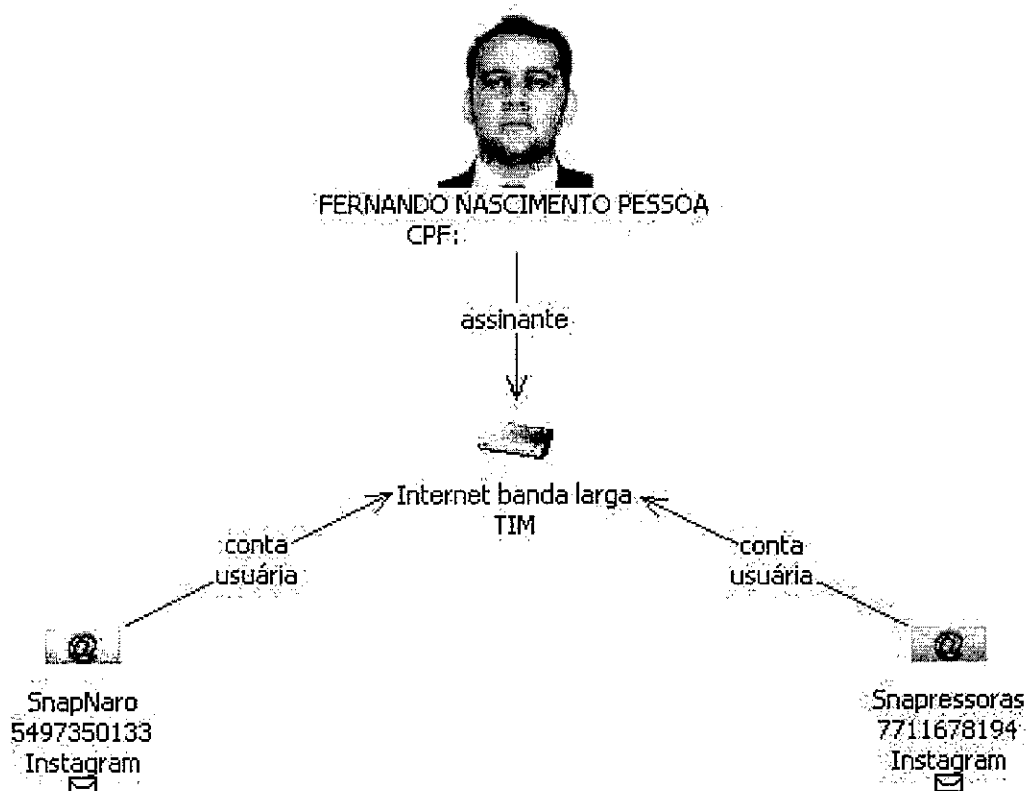 FERNANDO NASCIMENTO PESSOA
CPF:
assinante
Internet banda larga
TIM
conta
usuária
conta
usuária
@
SnapNaro
5497350133
Instagram
@
Snapressoras
7711678194
Instagram